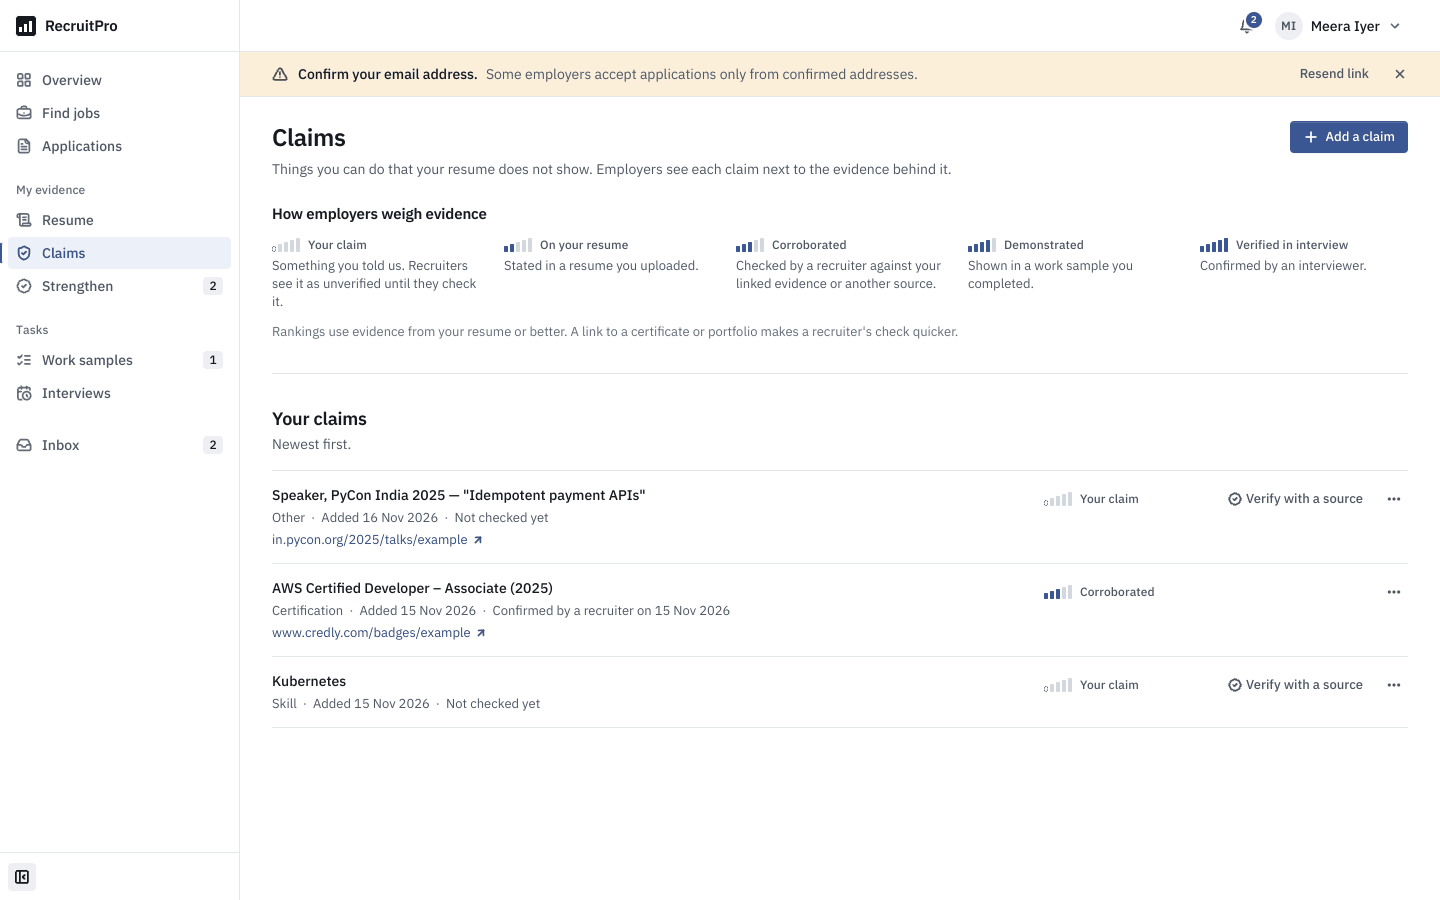 RecruitPro
2
MI
Meera Iyer
Overview
Find jobs
Applications
My evidence
Resume
Claims
Strengthen
2
Tasks
Work samples
1
Interviews
Inbox
2
Confirm your email address. Some employers accept applications only from confirmed addresses.
Resend link
Claims
Add a claim
Things you can do that your resume does not show. Employers see each claim next to the evidence behind it.
How employers weigh evidence
Your claim
Something you told us. Recruiters
see it as unverified until they check
it.
On your resume
Stated in a resume you uploaded.
Corroborated
Checked by a recruiter against your
linked evidence or another source.
Demonstrated
Shown in a work sample you
completed.
Verified in interview
Confirmed by an interviewer.
Rankings use evidence from your resume or better. A link to a certificate or portfolio makes a recruiter's check quicker.
Your claims
Newest first.
Speaker, PyCon India 2025 — "Idempotent payment APIs"
Other · Added 16 Nov 2026 · Not checked yet
in.pycon.org/2025/talks/example
Your claim
Verify with a source
AWS Certified Developer – Associate (2025)
Certification · Added 15 Nov 2026 · Confirmed by a recruiter on 15 Nov 2026
www.credly.com/badges/example
Corroborated
Kubernetes
Skill · Added 15 Nov 2026 · Not checked yet
Your claim
Verify with a source